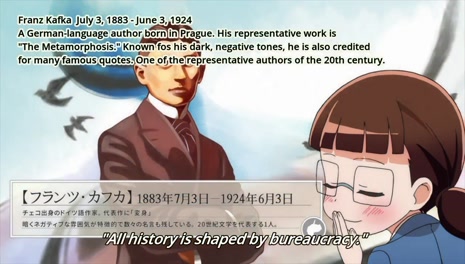 Franz Kafka July 3, 1883 - June 3, 1924
A German-language author born in Prague. His representative work is
"The Metamorphosis." Known fos his dark, negative tones, he is also credited
for many famous quotes. One of the representative authors of the 20th century.
【フランツ・カフカ】1883年7月3日―1924年6月3日
チェコ出身のドイツ語作家。代表作に「変身」
暗くネガティブな雰囲気が特徴的で数々の名言も残している。20世紀文学を代表する1人。
"All history is shaped by bureaucracy."